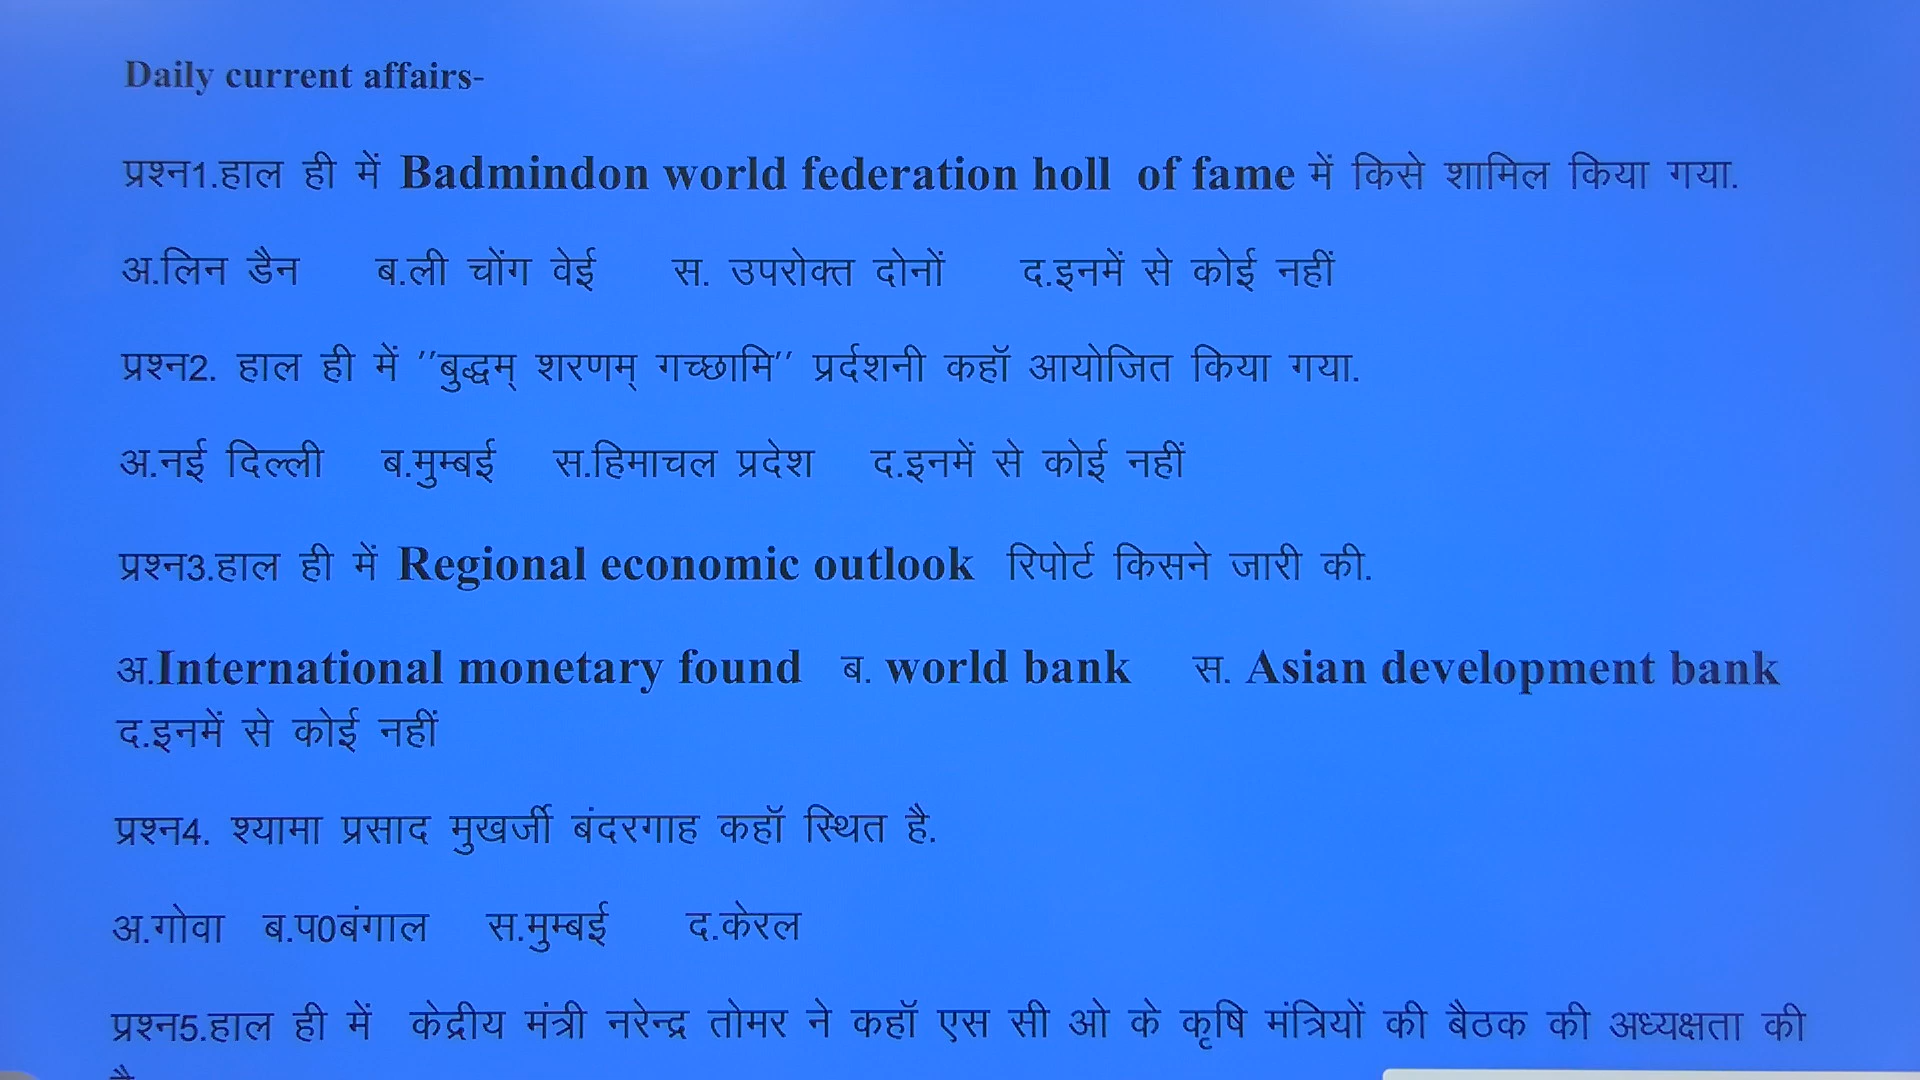 Daily current affairs-
प्रश्न1.हाल ही में Badmindon world federation holl of fame में किसे शामिल किया गया.
अ.लिन डैन ब.ली चोंग वेई स. उपरोक्त दोनों द.इनमें से कोई नहीं
प्रश्न2. हाल ही में ''बुद्धम् शरणम् गच्छामि'' प्रर्दशनी कहॉ आयोजित किया गया.
अ.नई दिल्ली ब.मुम्बई स.हिमाचल प्रदेश द.इनमें से कोई नहीं
प्रश्न3.हाल ही में Regional economic outlook रिपोर्ट किसने जारी की.
अ.International monetary found ब. world bank स. Asian development bank
द.इनमें से कोई नहीं
प्रश्न4. श्यामा प्रसाद मुखर्जी बंदरगाह कहॉ स्थित है.
अ.गोवा ब.प0बंगाल स.मुम्बई द.केरल
प्रश्न5.हाल ही में केद्रीय मंत्री नरेन्द्र तोमर ने कहॉ एस सी ओ के कृषि मंत्रियों की बैठक की अध्यक्षता की